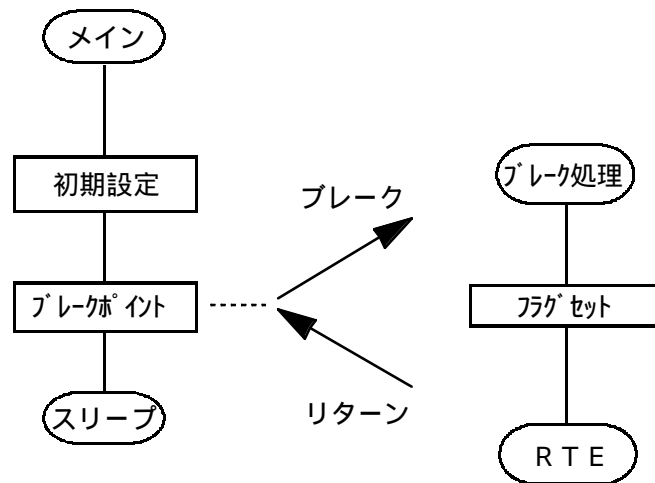 メイン
初期設定
ﾌﾞﾚｰｸﾎﾟｲﾝﾄ
スリープ
ブレーク
リターン
ﾌﾞﾚｰｸ処理
ﾌﾗｸﾞｾｯﾄ
ＲＴＥ